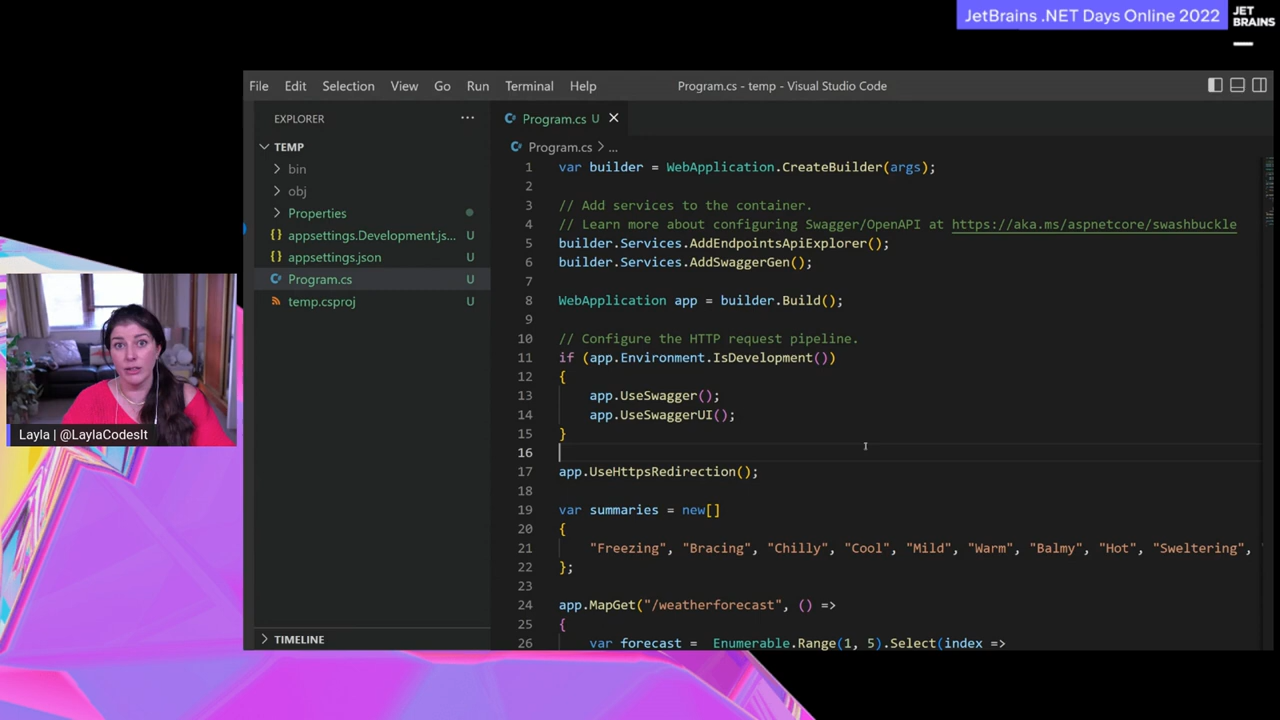 JetBrains .NET Days Online 2022
JET
BRAINS
File Edit Selection View Go Run Terminal Help Program.cs - temp - Visual Studio Code
EXPLORER ...
Program.cs U
TEMP
Program.cs > ...
bin
obj
Properties
appsettings.Development.js... U
appsettings.json U
Program.cs U
temp.csproj U
TIMELINE
1 var builder = WebApplication.CreateBuilder(args);
2
3 // Add services to the container.
4 // Learn more about configuring Swagger/OpenAPI at https://aka.ms/aspnetcore/swashbuckle
5 builder.Services.AddEndpointsApiExplorer();
6 builder.Services.AddSwaggerGen();
7
8 WebApplication app = builder.Build();
9
10 // Configure the HTTP request pipeline.
11 if (app.Environment.IsDevelopment())
12 {
13 app.UseSwagger();
14 app.UseSwaggerUI();
15 }
16
17 app.UseHttpsRedirection();
18
19 var summaries = new[]
20 {
21 "Freezing", "Bracing", "Chilly", "Cool", "Mild", "Warm", "Balmy", "Hot", "Sweltering",
22 };
23
24 app.MapGet("/weatherforecast", () =>
25 {
26 var forecast = Enumerable.Range(1, 5).Select(index =>
Layla | @LaylaCodesIt